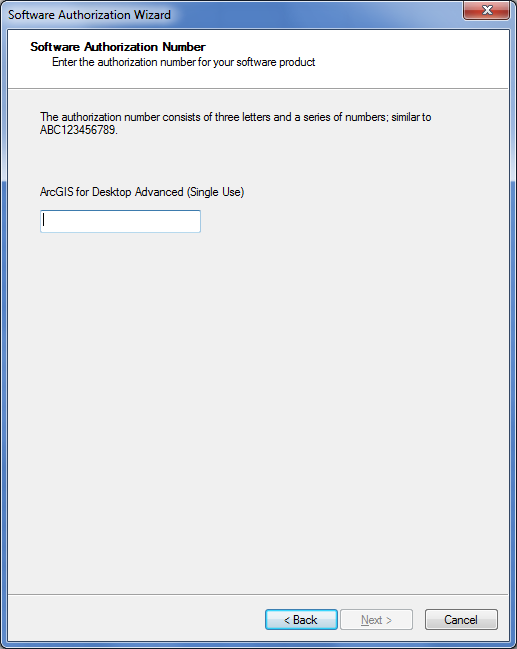 Software Authorization Wizard
Software Authorization Number
Enter the authorization number for your software product
The authorization number consists of three letters and a series of numbers; similar to
ABC123456789.
ArcGIS for Desktop Advanced (Single Use)
< Back
Next >
Cancel